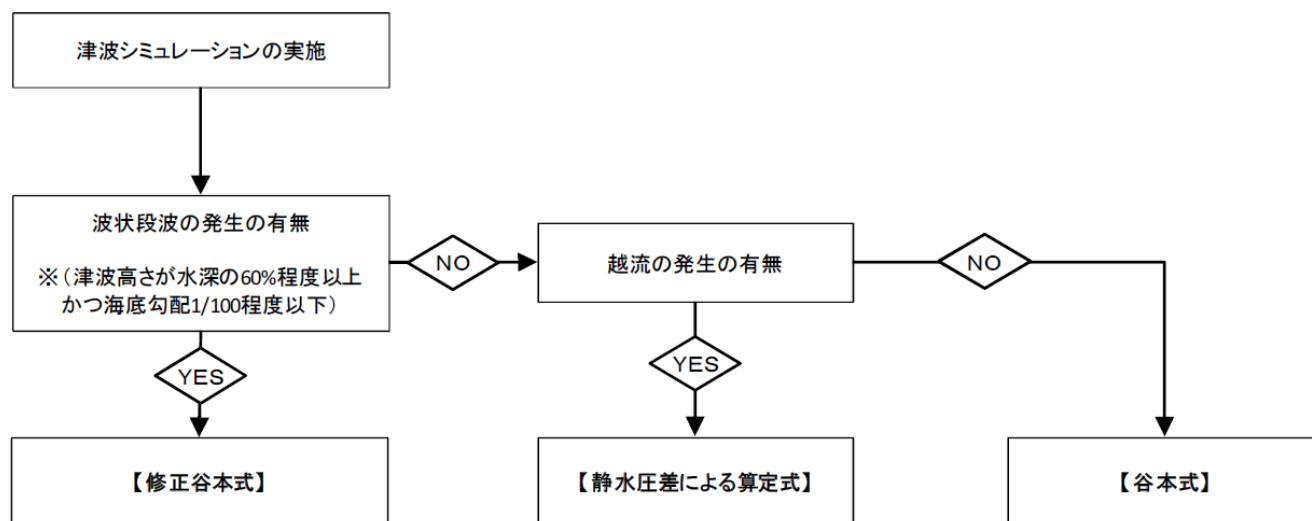 津波シミュレーションの実施
波状段波の発生の有無
※(津波高さが水深の60%程度以上
かつ海底勾配1/100程度以下)
NO
越流の発生の有無
NO
YES
YES
【修正谷本式】
【静水圧差による算定式】
【谷本式】